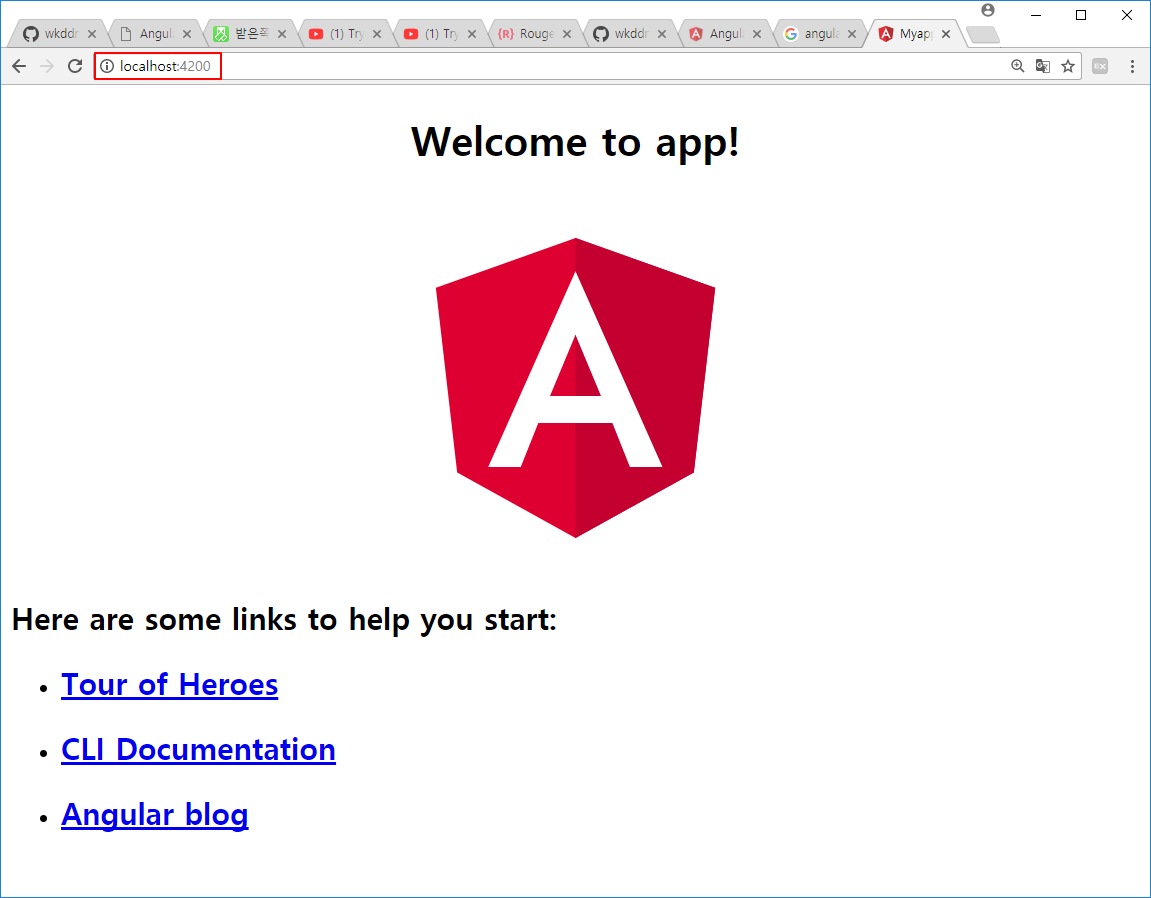 wkddr
Angul
받은쪽
(1) Try
(1) Try
{R} Rouge
wkddr
Angul
angula
Myapp
localhost:4200
Welcome to app!
Here are some links to help you start:
Tour of Heroes
CLI Documentation
Angular blog